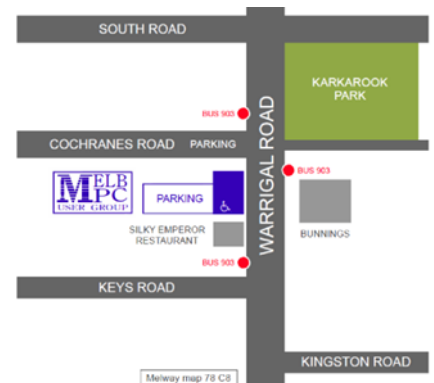 SOUTH ROAD
KARKAROOK
PARK
BUS 903
COCHRANES ROAD PARKING
WARRIGAL ROAD
BUS 903
MELB
PC
USER GROUP
PARKING
SILKY EMPEROR
RESTAURANT
BUNNINGS
BUS 903
KEYS ROAD
KINGSTON ROAD
Melway map 78 C8